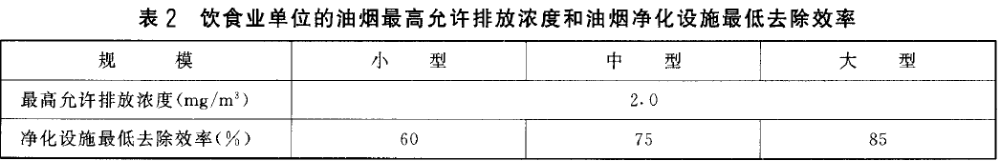 表2 饮食业单位的油烟最高允许排放浓度和油烟净化设施最低去除效率
规 模 小 型 中 型 大 型
最高允许排放浓度(mg/m³) 2.0
净化设施最低去除效率(%) 60 75 85